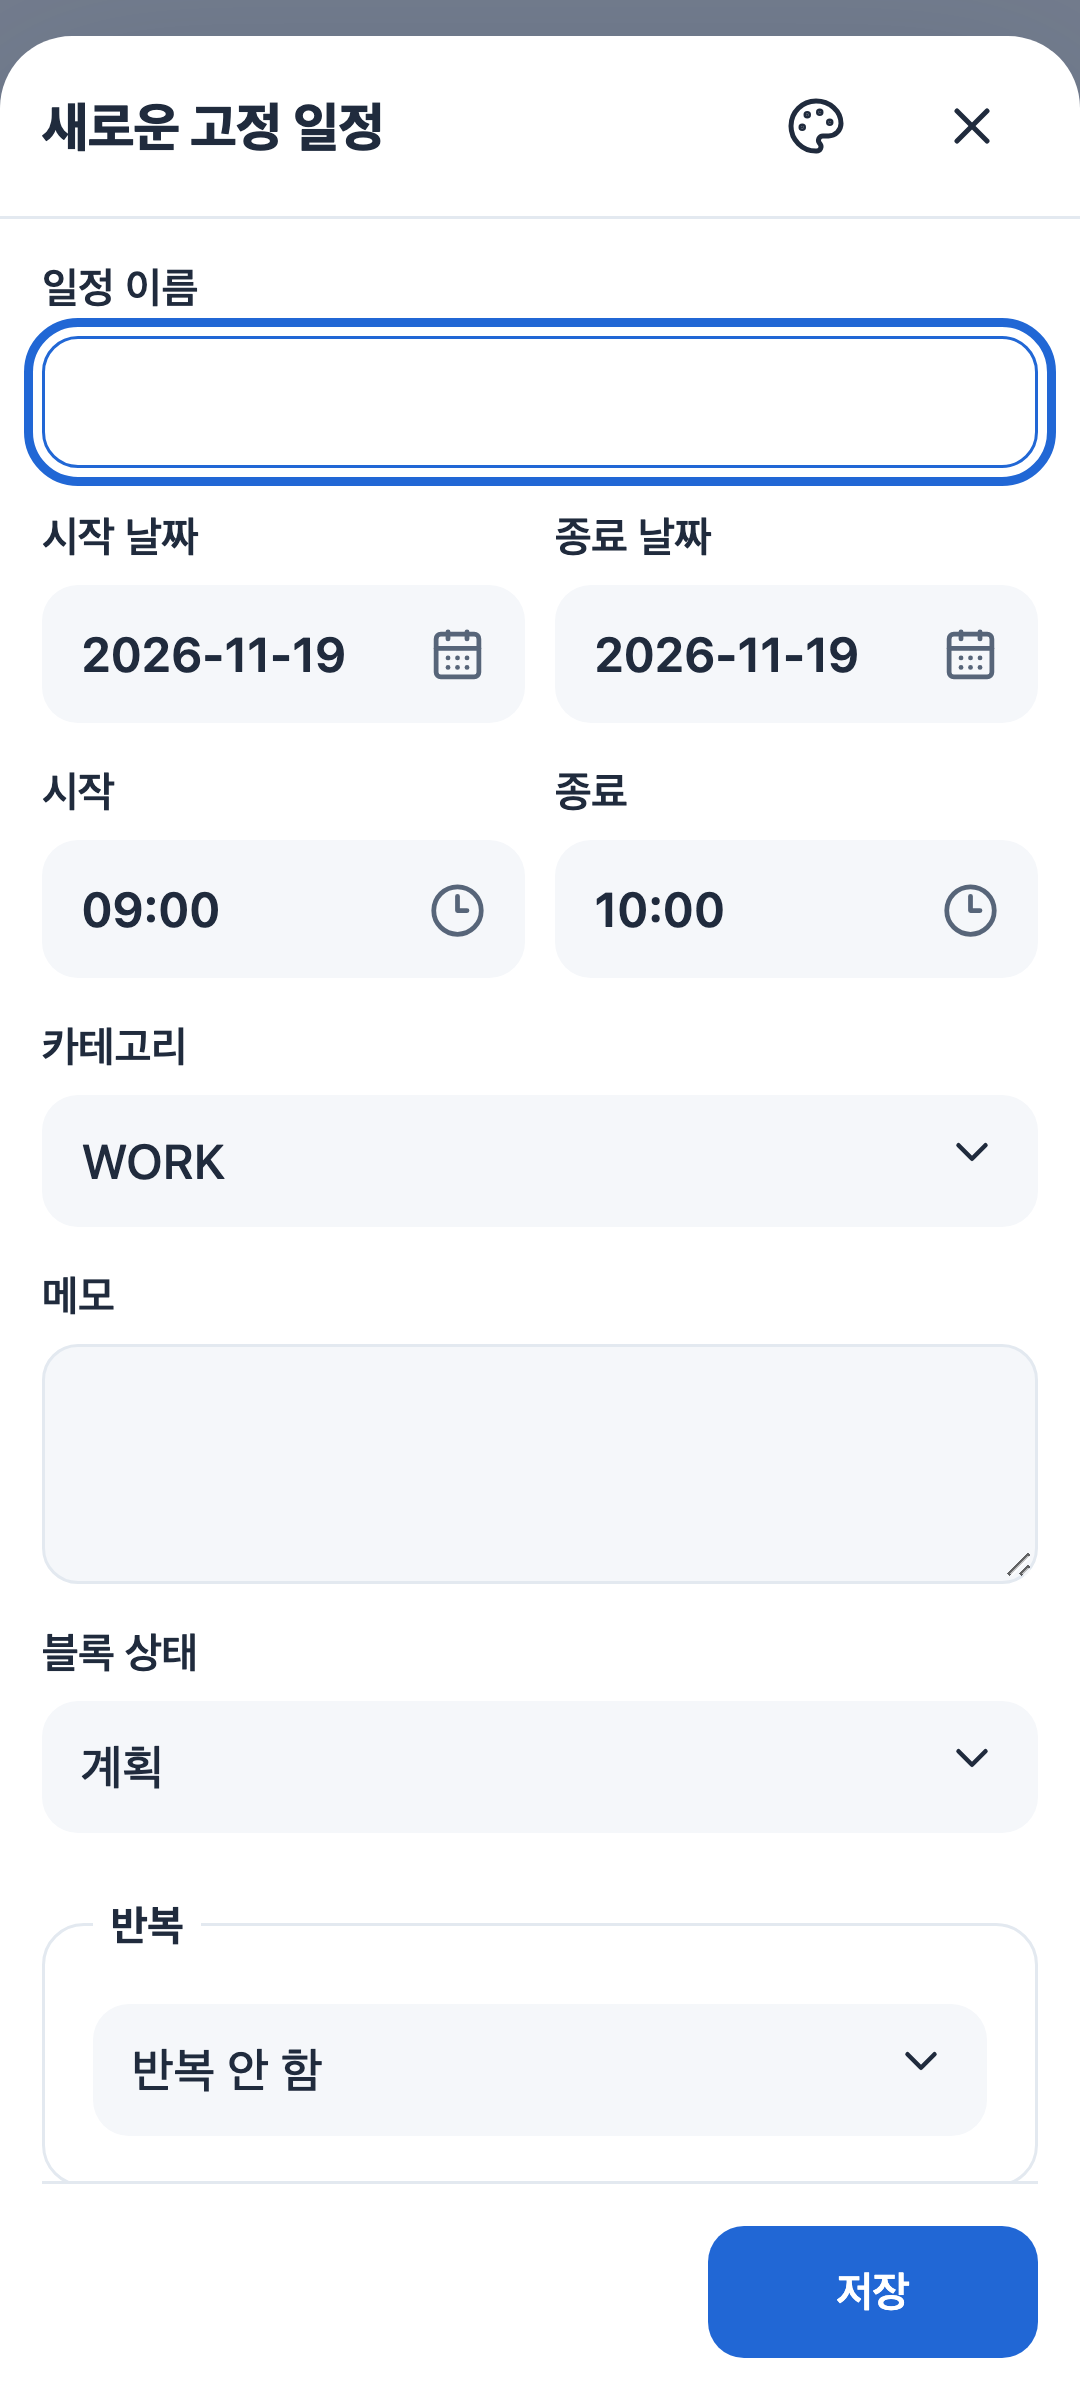 새로운 고정 일정
일정 이름
시작 날짜
종료 날짜
2026-11-19
2026-11-19
시작
종료
09:00
10:00
카테고리
WORK
메모
블록 상태
계획
반복
반복 안 함
저장